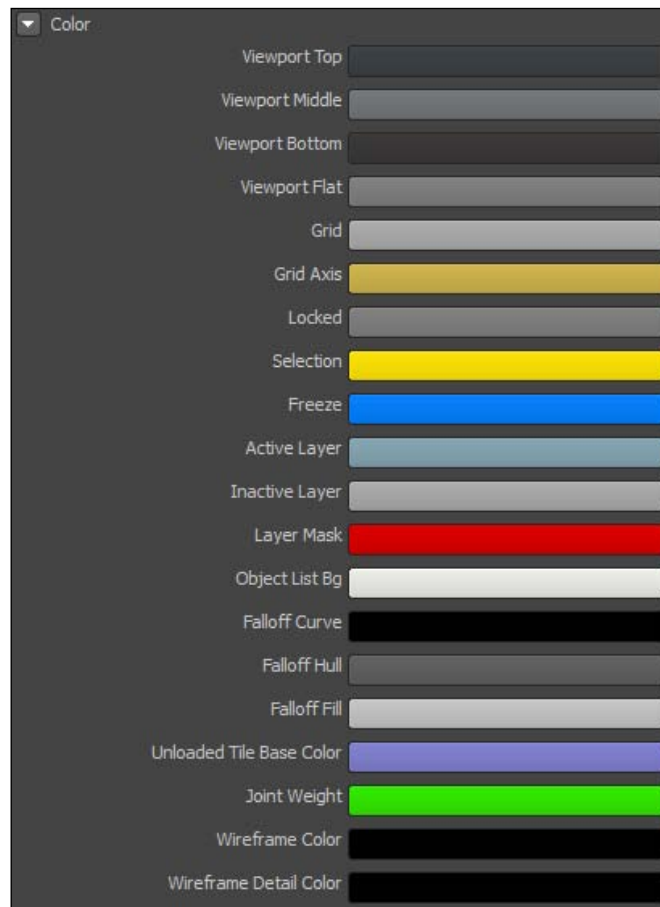 Color
Viewport Top
Viewport Middle
Viewport Bottom
Viewport Flat
Grid
Grid Axis
Locked
Selection
Freeze
Active Layer
Inactive Layer
Layer Mask
Object List Bg
Falloff Curve
Falloff Hull
Falloff Fill
Unloaded Tile Base Color
Joint Weight
Wireframe Color
Wireframe Detail Color